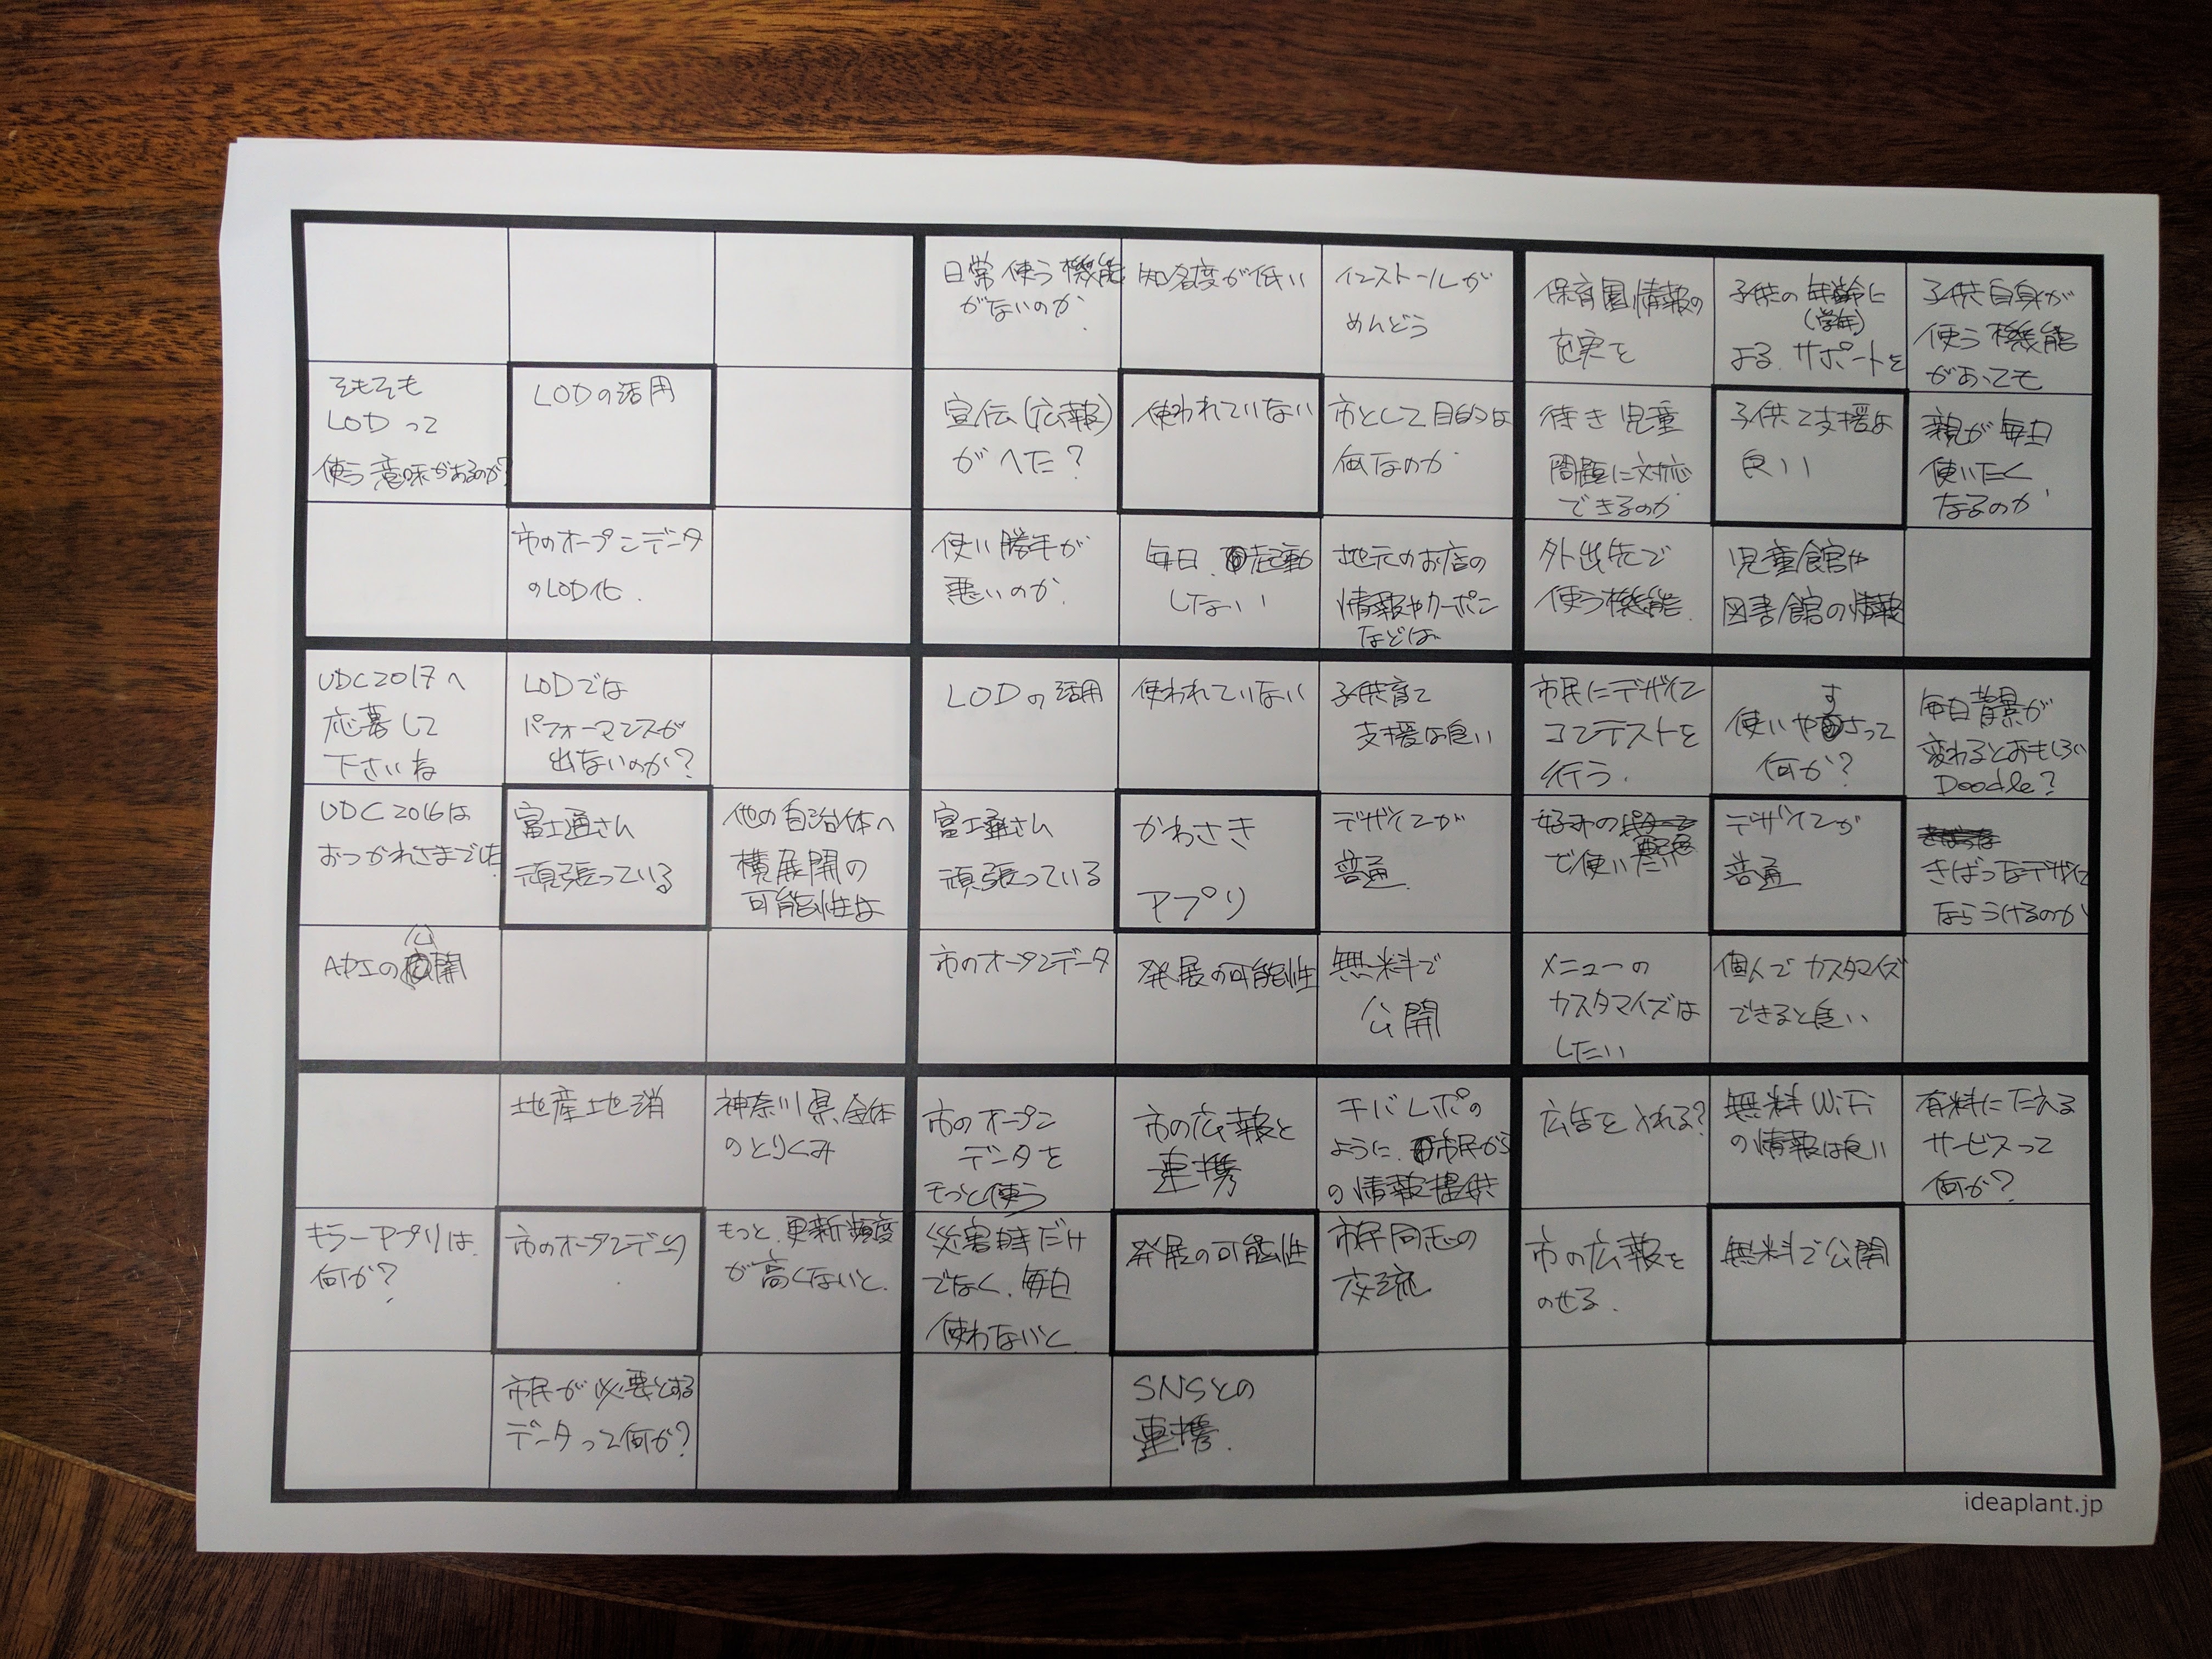 日常使う機能
がないのか
知名度が低い
インストールが
めんどう
保育園情報の
充実を
子供の年齢に
(学年)
よるサポートを
子供自身が
使う機能
があっても
そもそも
LODって
使う意味があるのか?
LODの活用
宣伝(広報)
がへた?
使われていない
市として目的は
何なのか
待き児童
問題に対応
できるのか
子供て支援は
良い
親が毎日
使いたく
なるのか
市のオープンデータ
のLOD化.
使い勝手が
悪いのか.
毎日、起動
しない
地元のお店の
情報やクーポン
などは
外出先で
使う機能.
児童館や
図書館の情報
UDC2017へ
応募して
下さいね
LODでは
パフォーマンスが
出ないのか?
LODの活用
使われていない
子供育て
支援は良い
市民にデザイン
コンテストを
行う.
使いやすさって
何か?
毎日背景が
変わるとおもしろい
Doodle?
UDC2016は
おつかれさまでした
富士通さん
頑張っている
他の自治体へ
横展開の
可能性は
富士通さん
頑張っている
かわさき
アプリ
デザインが
普通.
好みの
で使いたい
デザインが
普通
きばつなデザイン
ならうけるのか
APIの公開
市のオープンデータ
発展の可能性
無料で
公開
メニューの
カスタマイズは
したい
個人でカスタマイズ
できると良い
地産地消
神奈川県全体
のとりくみ
市のオープン
データを
もっと使う
市の広報と
連携
チバレポの
ように、市民から
の情報提供
広告を入れる?
無料WiFi
の情報は良い
有料にたえる
サービスって
何か?
キラーアプリは
何か?
市のオープンデータ
もっと、更新頻度
が高くないと.
災害時だけ
でなく、毎日
使わないと
発展の可能性
市民同志の
交流
市の広報を
のせる.
無料で公開
市民が必要とする
データって何か?
SNSとの
連携.
ideaplant.jp